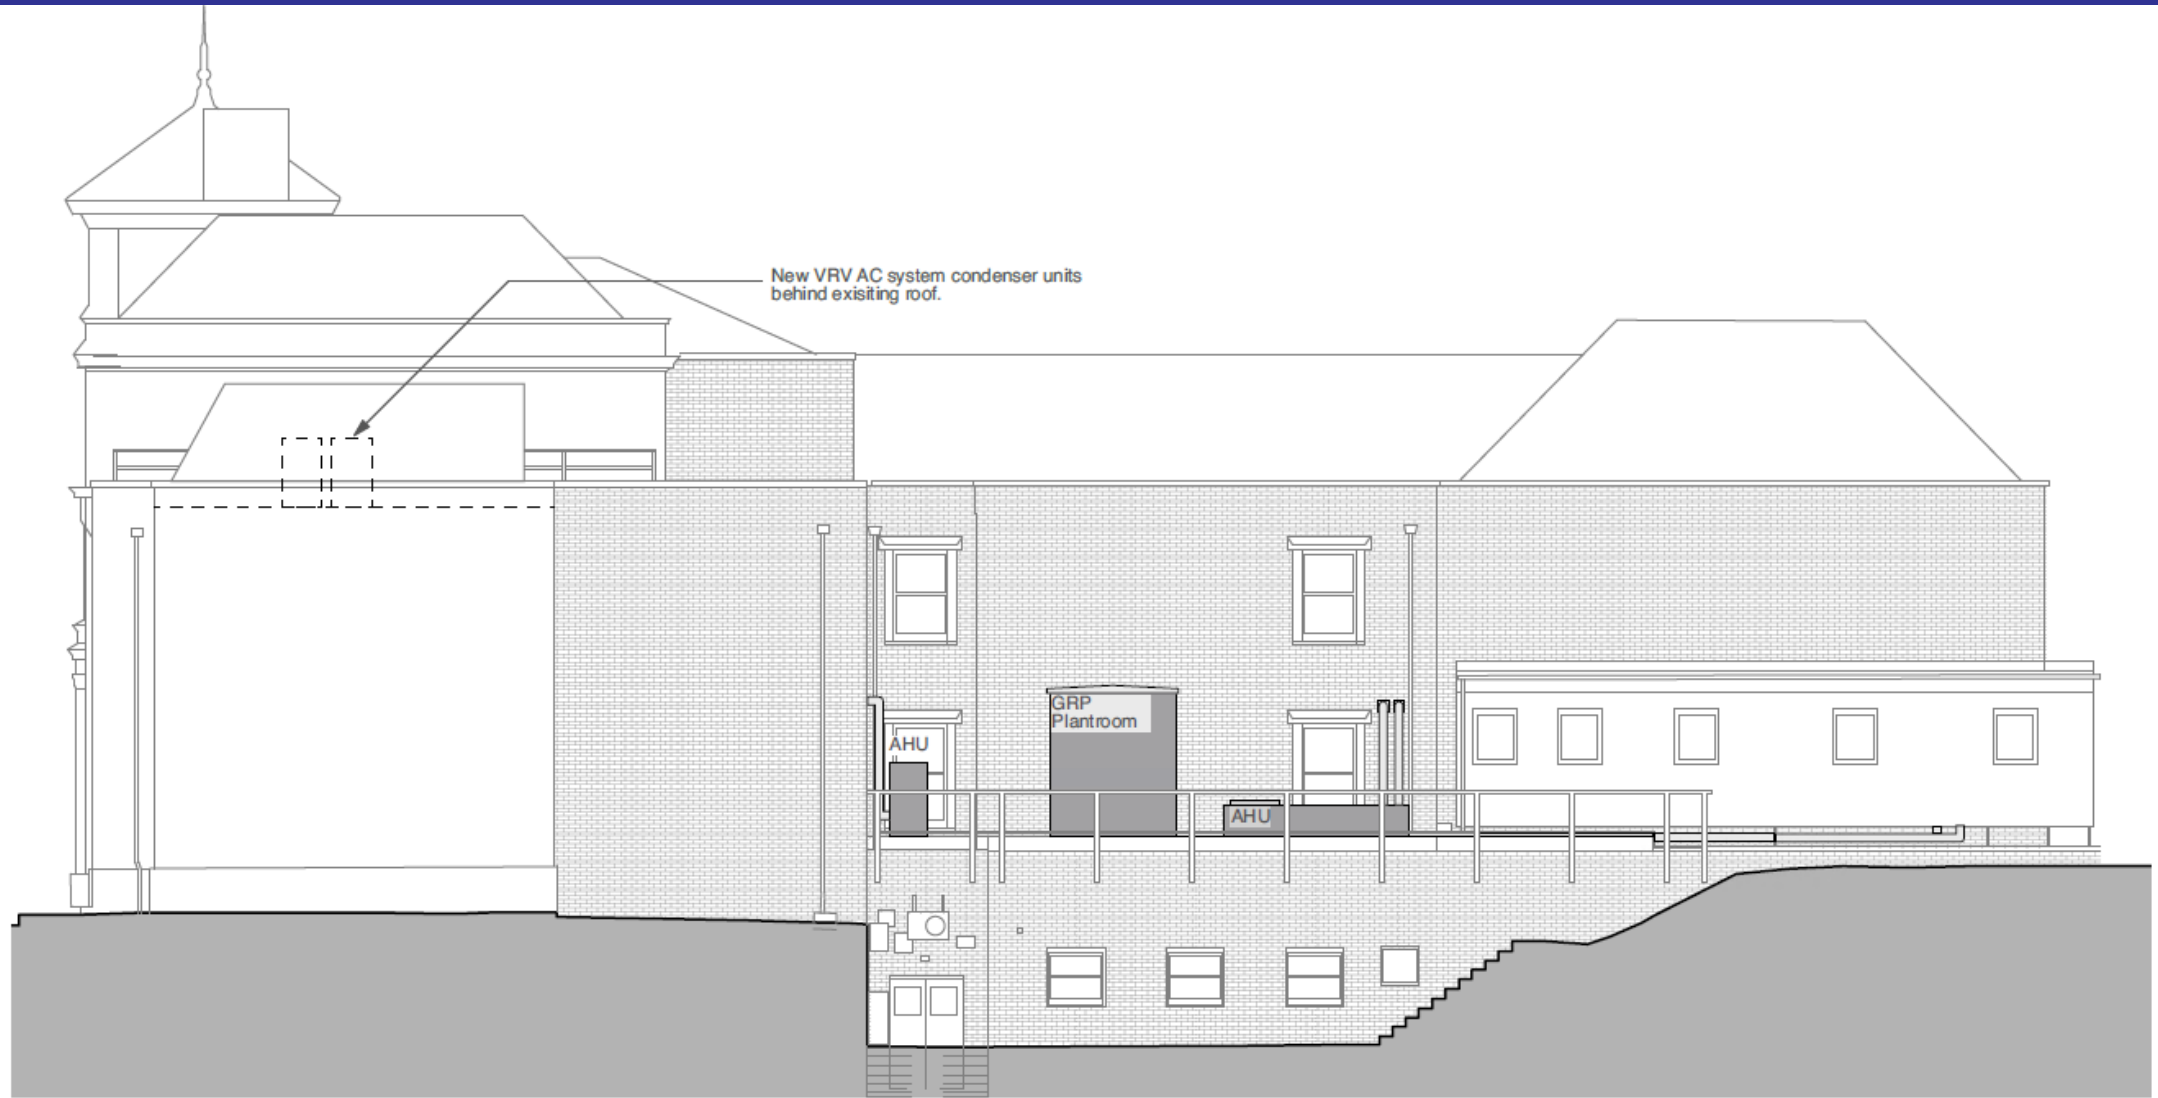 New VRV AC system condenser units
behind exisiting roof.
GRP
Plantroom
AHU
AHU